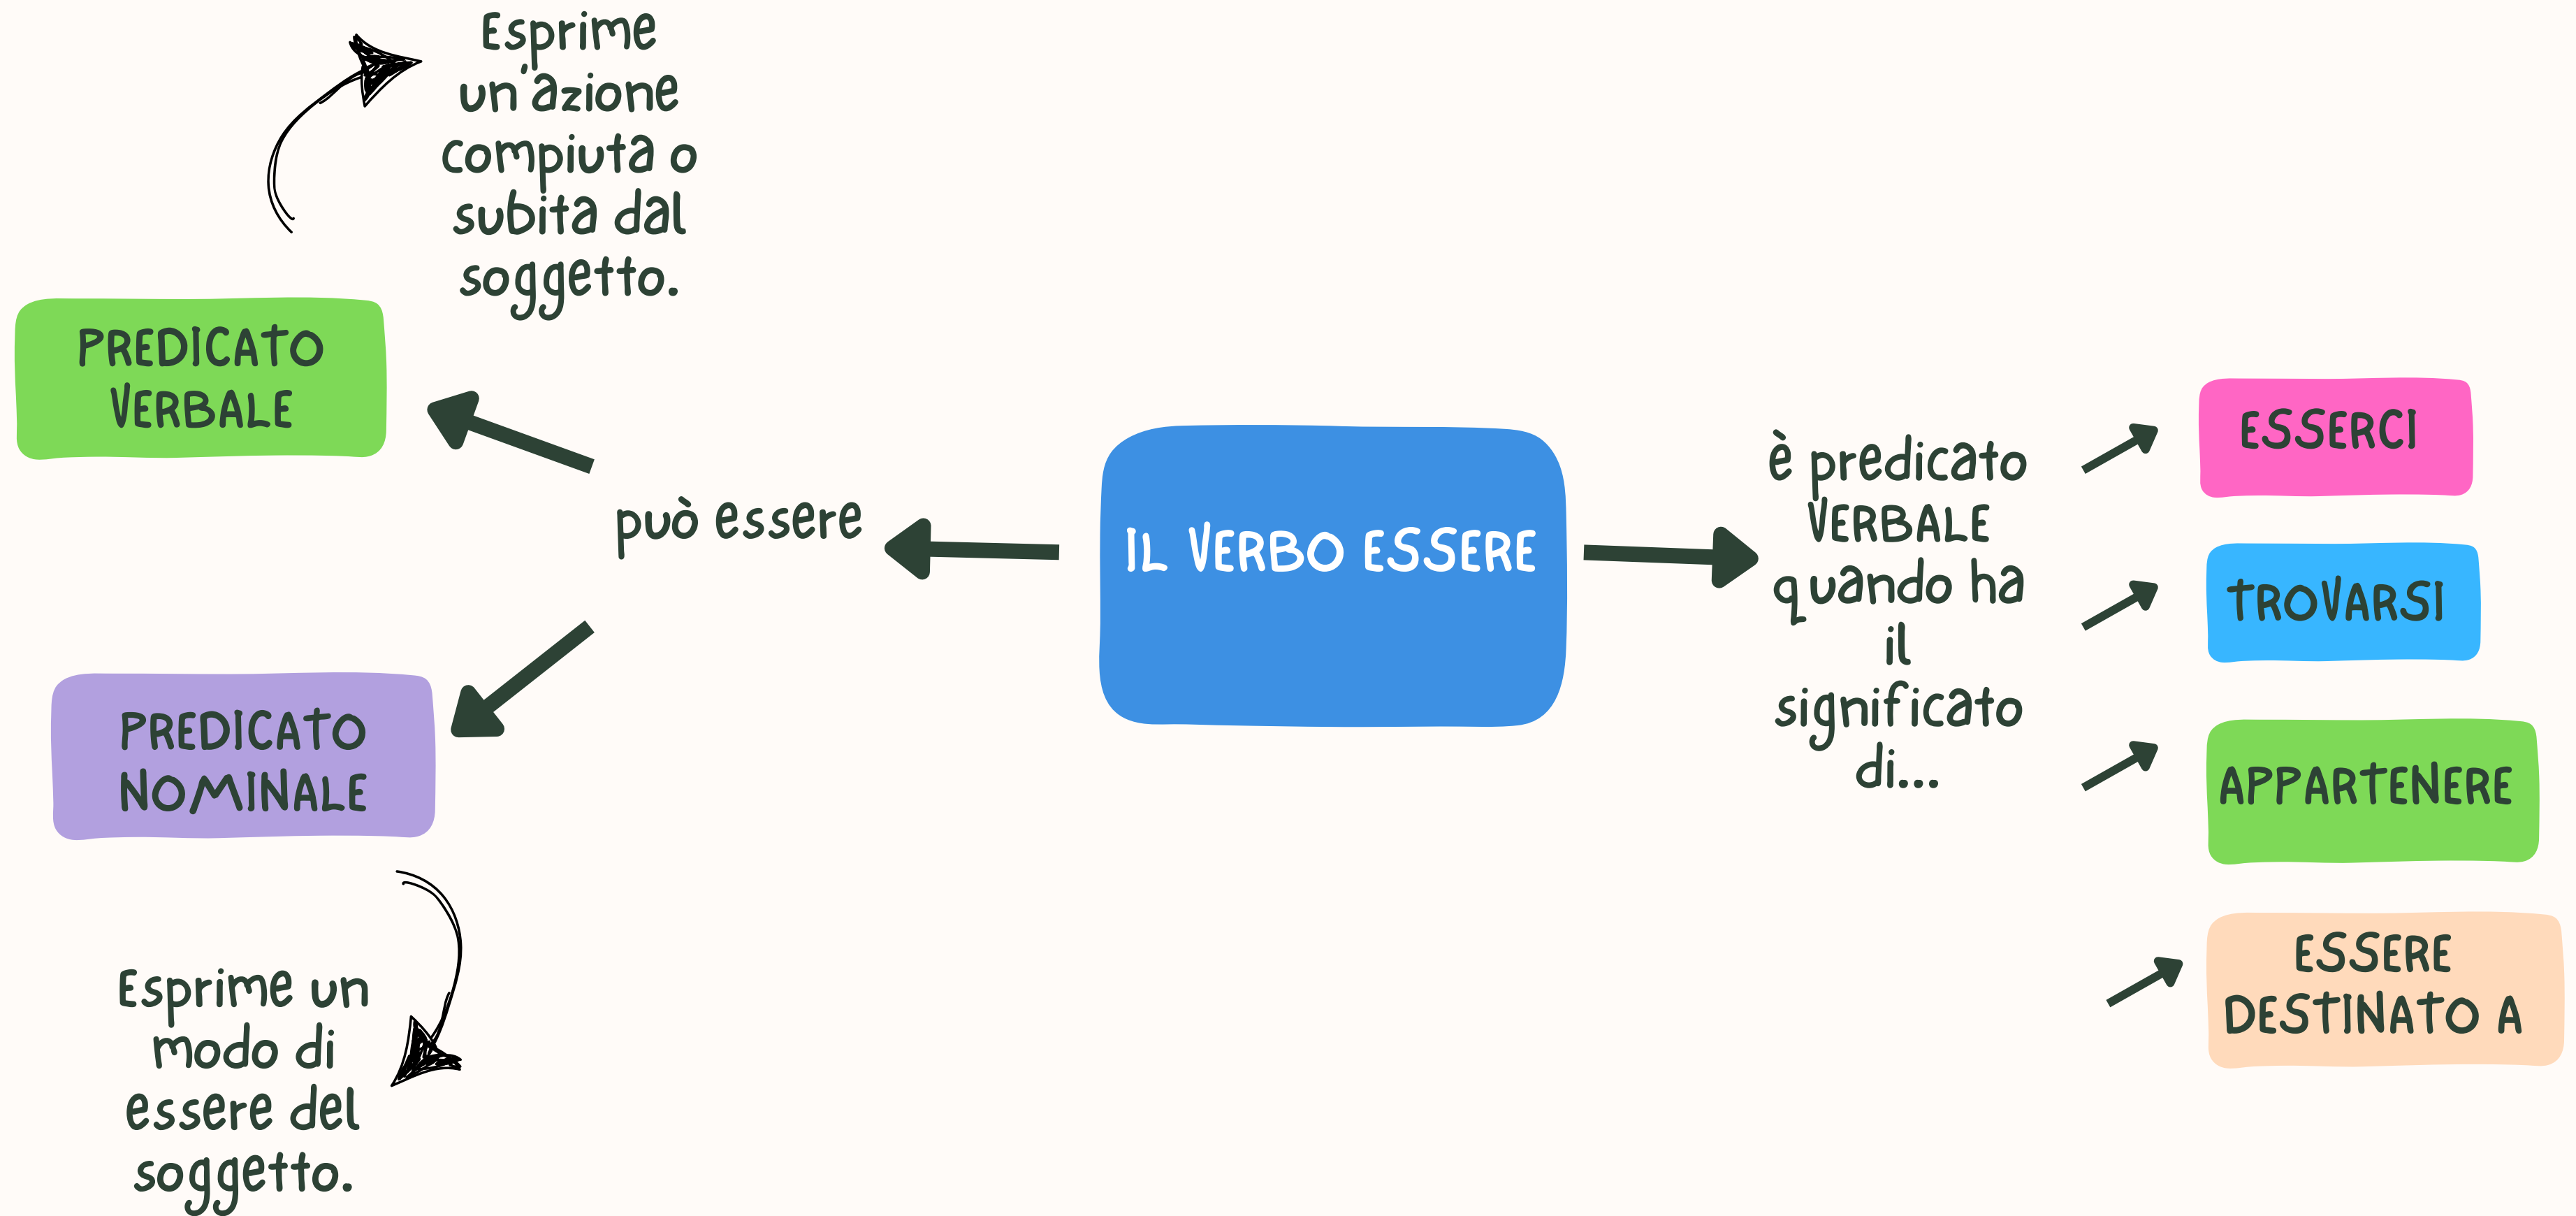 Esprime
un'azione
compiuta o
subita dal
soggetto.
PREDICATO
VERBALE
può essere
PREDICATO
NOMINALE
Esprime un
modo di
essere del
soggetto.
IL VERBO ESSERE
è predicato
VERBALE
quando ha
il
significato
di...
ESSERCI
TROVARSI
APPARTENERE
ESSERE
DESTINATO A